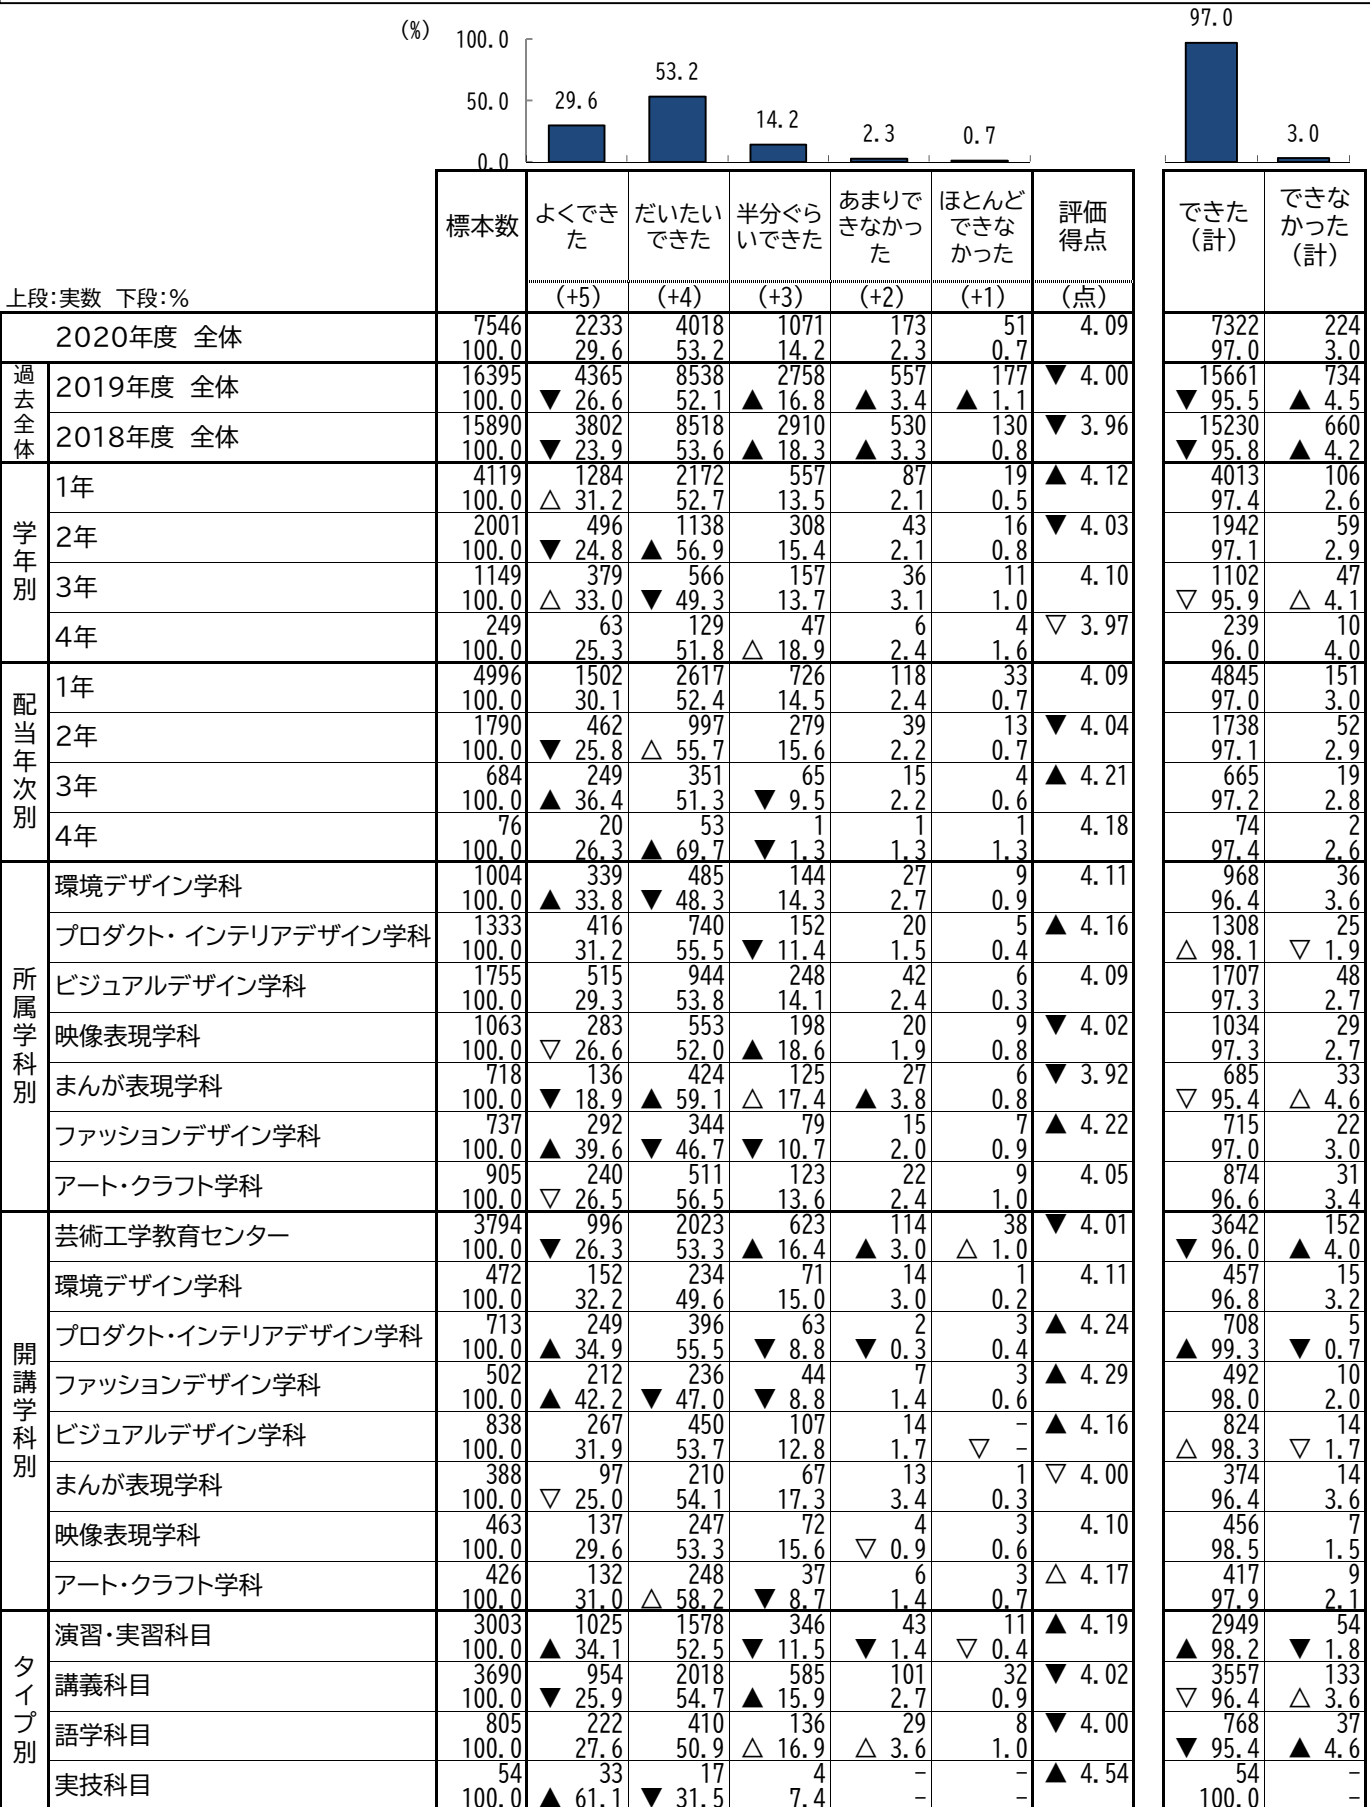 (%)
100.0
50.0
0.0
29.6 53.2 14.2 2.3 0.7 97.0 3.0
標本数 よくできた だいたいできた 半分ぐらいできた あまりできなかった ほとんどできなかった 評価得点 できた(計) できなかった(計)
上段:実数 下段:% (+5) (+4) (+3) (+2) (+1) (点)
2020年度 全体 7546 2233 4018 1071 173 51 4.09 7322 224
100.0 29.6 53.2 14.2 2.3 0.7 97.0 3.0
過去全体
2019年度 全体 16395 4365 8538 2758 557 177 ▼ 4.00 15661 734
100.0 ▼ 26.6 52.1 ▲ 16.8 ▲ 3.4 ▲ 1.1 ▼ 95.5 ▲ 4.5
2018年度 全体 15890 3802 8518 2910 530 130 ▼ 3.96 15230 660
100.0 ▼ 23.9 53.6 ▲ 18.3 ▲ 3.3 0.8 ▼ 95.8 ▲ 4.2
学年別
1年 4119 1284 2172 557 87 19 ▲ 4.12 4013 106
100.0 △ 31.2 52.7 13.5 2.1 0.5 97.4 2.6
2年 2001 496 1138 308 43 16 ▼ 4.03 1942 59
100.0 ▼ 24.8 ▲ 56.9 15.4 2.1 0.8 97.1 2.9
3年 1149 379 566 157 36 11 4.10 1102 47
100.0 △ 33.0 ▼ 49.3 13.7 3.1 1.0 ▽ 95.9 △ 4.1
4年 249 63 129 47 6 4 ▽ 3.97 239 10
100.0 25.3 51.8 △ 18.9 2.4 1.6 96.0 4.0
配当年次別
1年 4996 1502 2617 726 118 33 4.09 4845 151
100.0 30.1 52.4 14.5 2.4 0.7 97.0 3.0
2年 1790 462 997 279 39 13 ▼ 4.04 1738 52
100.0 ▼ 25.8 △ 55.7 15.6 2.2 0.7 97.1 2.9
3年 684 249 351 65 15 4 ▲ 4.21 665 19
100.0 ▲ 36.4 51.3 ▼ 9.5 2.2 0.6 97.2 2.8
4年 76 20 53 1 1 1 4.18 74 2
100.0 26.3 ▲ 69.7 ▼ 1.3 1.3 1.3 97.4 2.6
所属学科別
環境デザイン学科 1004 339 485 144 27 9 4.11 968 36
100.0 ▲ 33.8 ▼ 48.3 14.3 2.7 0.9 96.4 3.6
プロダクト・インテリアデザイン学科 1333 416 740 152 20 5 ▲ 4.16 1308 25
100.0 31.2 55.5 ▼ 11.4 1.5 0.4 △ 98.1 ▽ 1.9
ビジュアルデザイン学科 1755 515 944 248 42 6 4.09 1707 48
100.0 29.3 53.8 14.1 2.4 0.3 97.3 2.7
映像表現学科 1063 283 553 198 20 9 ▼ 4.02 1034 29
100.0 ▽ 26.6 52.0 ▲ 18.6 1.9 0.8 97.3 2.7
まんが表現学科 718 136 424 125 27 6 ▼ 3.92 685 33
100.0 ▼ 18.9 ▲ 59.1 △ 17.4 ▲ 3.8 0.8 ▽ 95.4 △ 4.6
ファッションデザイン学科 737 292 344 79 15 7 ▲ 4.22 715 22
100.0 ▲ 39.6 ▼ 46.7 ▼ 10.7 2.0 0.9 97.0 3.0
アート・クラフト学科 905 240 511 123 22 9 4.05 874 31
100.0 ▽ 26.5 56.5 13.6 2.4 1.0 96.6 3.4
開講学科別
芸術工学教育センター 3794 996 2023 623 114 38 ▼ 4.01 3642 152
100.0 ▼ 26.3 53.3 ▲ 16.4 ▲ 3.0 △ 1.0 ▼ 96.0 ▲ 4.0
環境デザイン学科 472 152 234 71 14 1 4.11 457 15
100.0 32.2 49.6 15.0 3.0 0.2 96.8 3.2
プロダクト・インテリアデザイン学科 713 249 396 63 2 3 ▲ 4.24 708 5
100.0 ▲ 34.9 55.5 ▼ 8.8 ▼ 0.3 0.4 ▲ 99.3 ▼ 0.7
ファッションデザイン学科 502 212 236 44 7 3 ▲ 4.29 492 10
100.0 ▲ 42.2 ▼ 47.0 ▼ 8.8 1.4 0.6 98.0 2.0
ビジュアルデザイン学科 838 267 450 107 14 - ▲ 4.16 824 14
100.0 31.9 53.7 12.8 1.7 ▽ - △ 98.3 ▽ 1.7
まんが表現学科 388 97 210 67 13 1 ▽ 4.00 374 14
100.0 ▽ 25.0 54.1 17.3 3.4 0.3 96.4 3.6
映像表現学科 463 137 247 72 4 3 4.10 456 7
100.0 29.6 53.3 15.6 ▽ 0.9 0.6 98.5 1.5
アート・クラフト学科 426 132 248 37 6 3 △ 4.17 417 9
100.0 31.0 △ 58.2 ▼ 8.7 1.4 0.7 97.9 2.1
タイプ別
演習・実習科目 3003 1025 1578 346 43 11 ▲ 4.19 2949 54
100.0 ▲ 34.1 52.5 ▼ 11.5 ▼ 1.4 ▽ 0.4 ▲ 98.2 ▼ 1.8
講義科目 3690 954 2018 585 101 32 ▼ 4.02 3557 133
100.0 ▼ 25.9 54.7 ▲ 15.9 2.7 0.9 ▽ 96.4 △ 3.6
語学科目 805 222 410 136 29 8 ▼ 4.00 768 37
100.0 27.6 50.9 △ 16.9 △ 3.6 1.0 ▼ 95.4 ▲ 4.6
実技科目 54 33 17 4 - - ▲ 4.54 54 -
100.0 ▲ 61.1 ▼ 31.5 7.4 - - 100.0 -